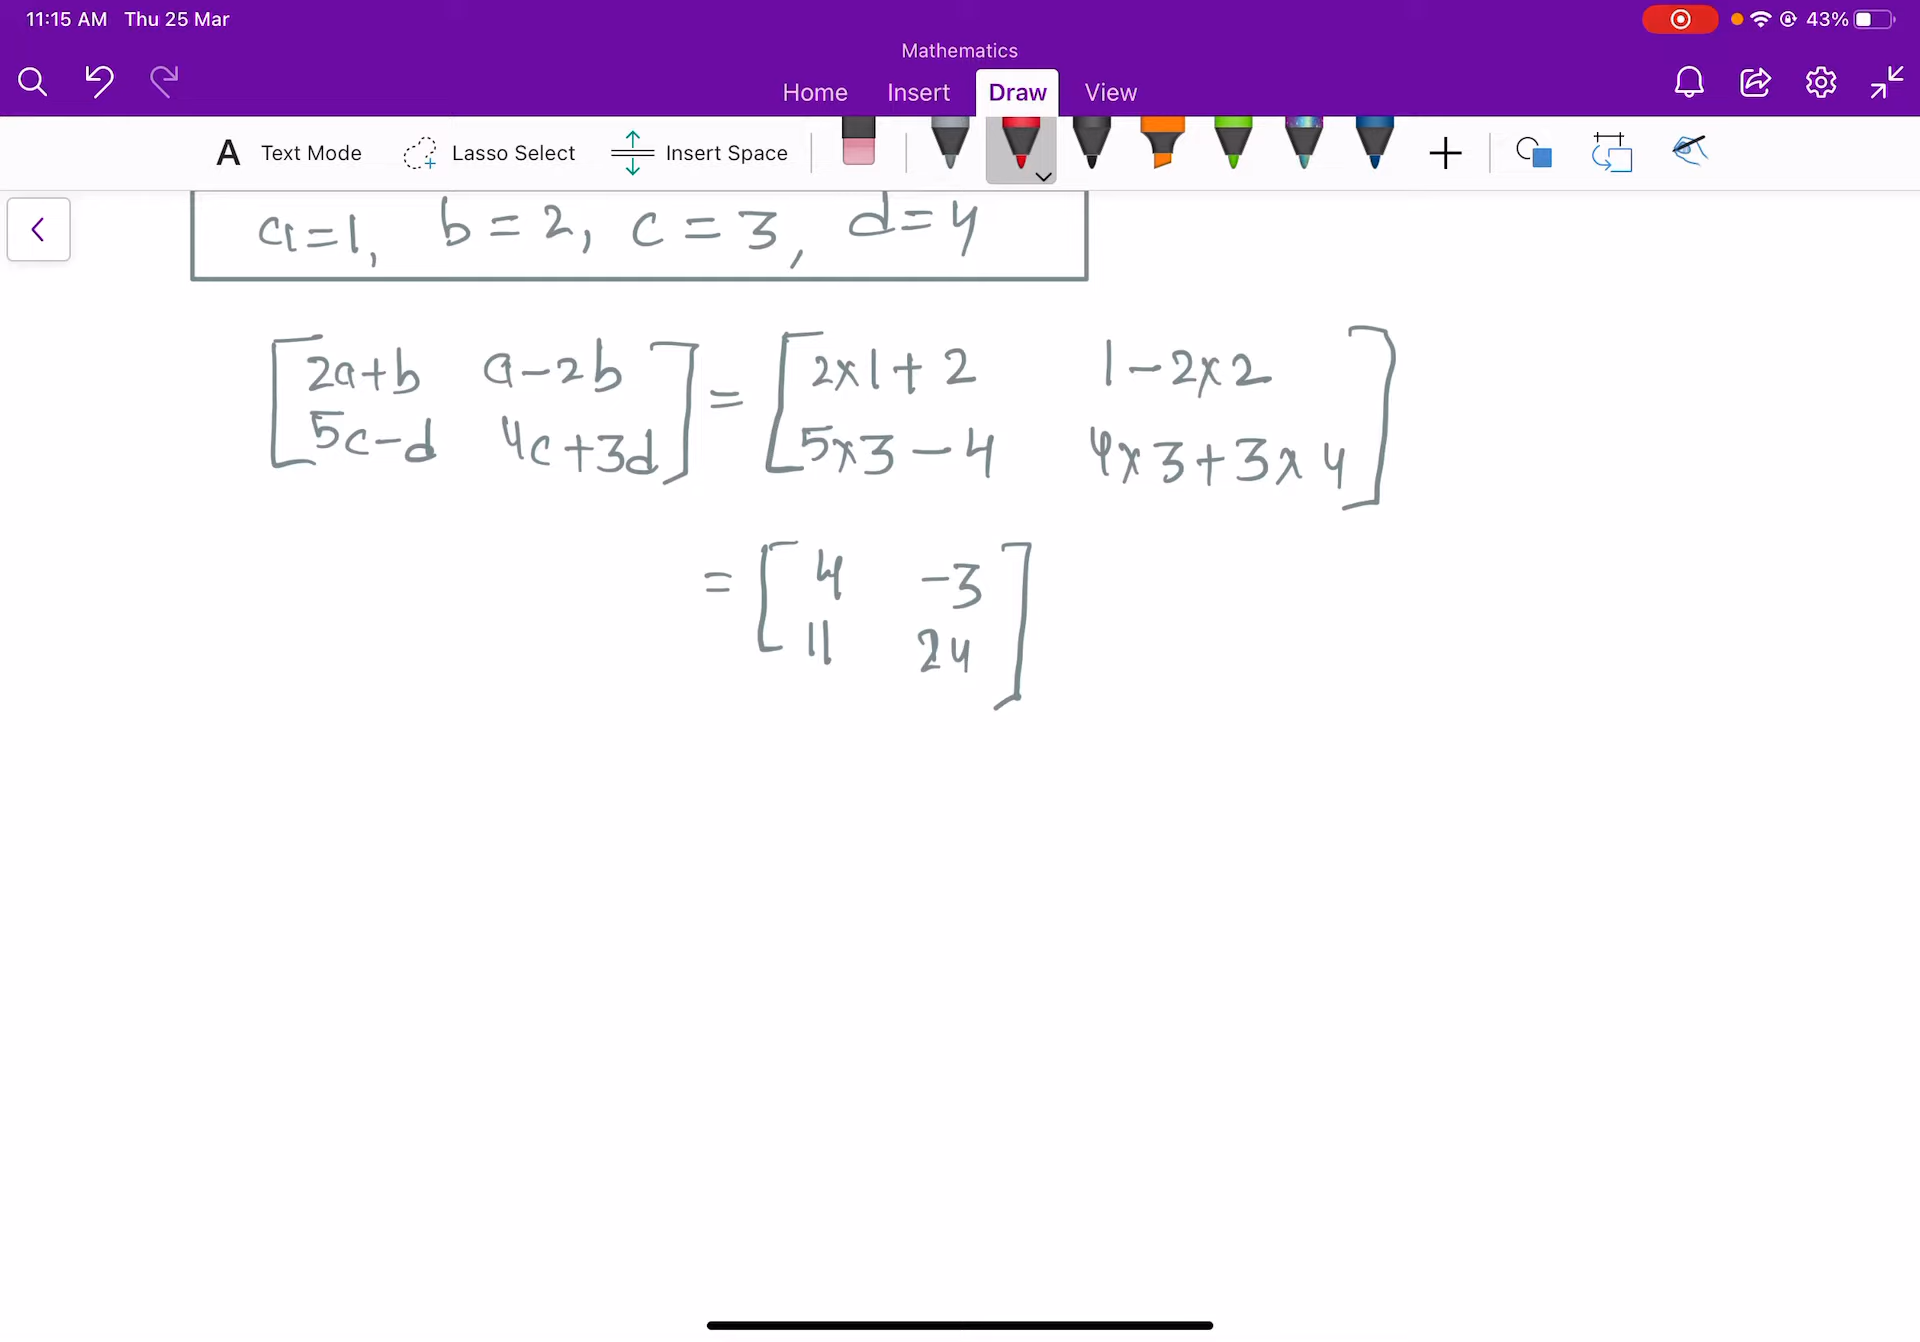 11:15 AM Thu 25 Mar 43%
Mathematics
Home Insert Draw View
A Text Mode Lasso Select Insert Space
a=1, b=2, c=3, d=4
[2a+b a-2b] = [2x1+2 1-2x2]
[5c-d 4c+3d] [5x3-4 4x3+3x4]
= [4 -3]
[11 24]